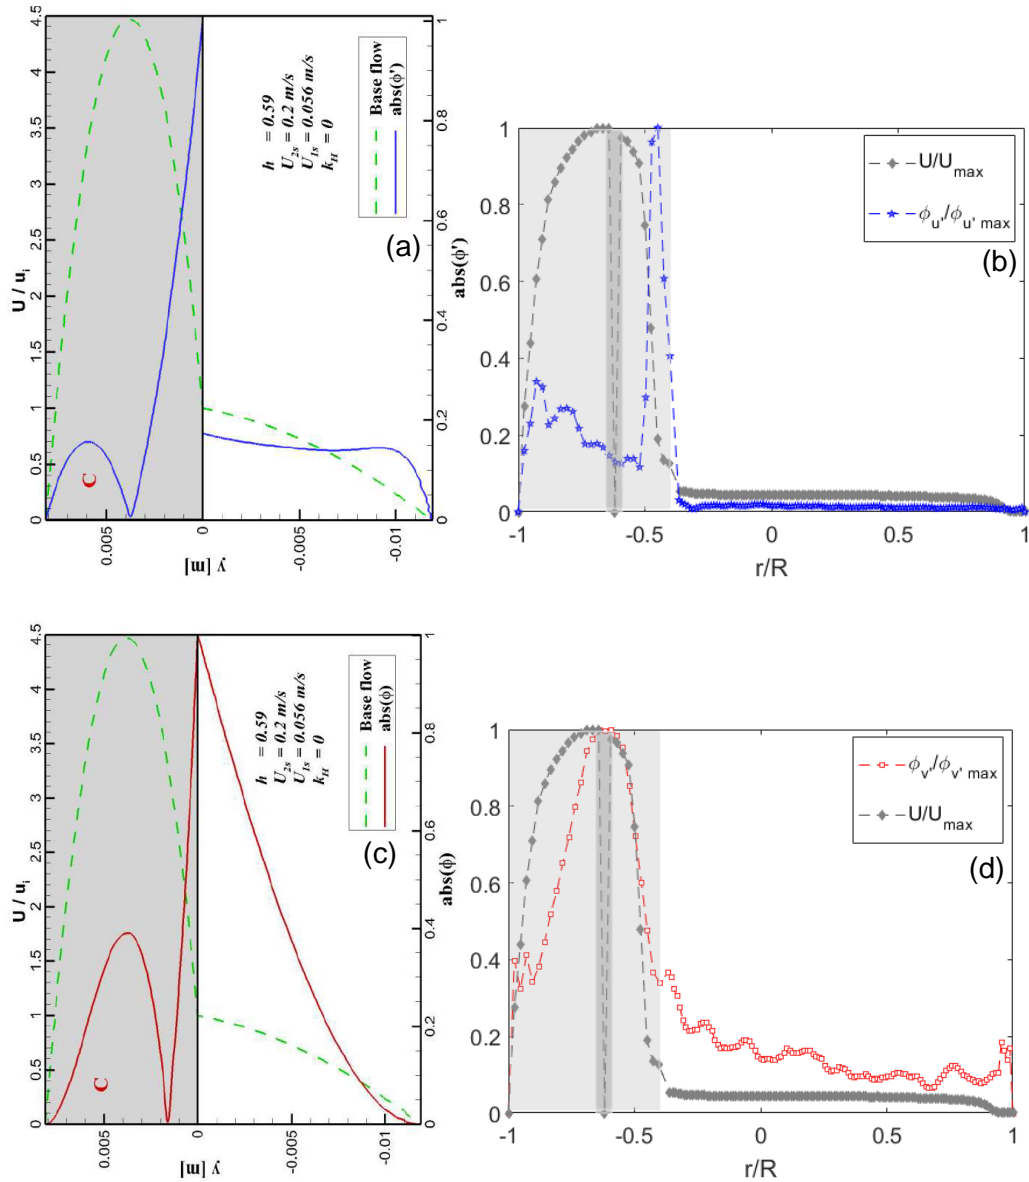 0 0.5 1 1.5 2 2.5 3 3.5 4 4.5
U / u_i
y [m]
0.005
0
-0.005
-0.01
0 0.2 0.4 0.6 0.8 1
abs(ϕ')
h = 0.59
U_2s = 0.2 m/s
U_1s = 0.056 m/s
k_H = 0
Base flow
abs(ϕ')
C
(a)
1
0.8
0.6
0.4
0.2
0
-1 -0.5 0 0.5 1
r/R
U/U_max
ϕ_u'/ϕ_u' max
(b)
0 0.5 1 1.5 2 2.5 3 3.5 4 4.5
U / u_i
y [m]
0.005
0
-0.005
-0.01
0 0.2 0.4 0.6 0.8 1
abs(ϕ)
h = 0.59
U_2s = 0.2 m/s
U_1s = 0.056 m/s
k_H = 0
Base flow
abs(ϕ)
C
(c)
1
0.8
0.6
0.4
0.2
0
-1 -0.5 0 0.5 1
r/R
ϕ_v'/ϕ_v' max
U/U_max
(d)